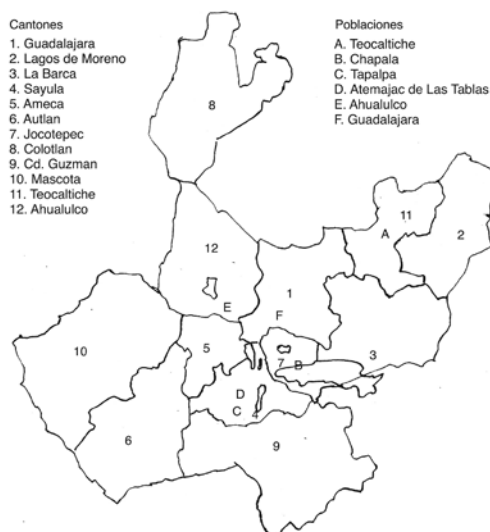 Cantones
1. Guadalajara
2. Lagos de Moreno
3. La Barca
4. Sayula
5. Ameca
6. Autlan
7. Jocotepec
8. Colotlan
9. Cd. Guzman
10. Mascota
11. Teocaltiche
12. Ahualulco
Poblaciones
A. Teocaltiche
B. Chapala
C. Tapalpa
D. Atemajac de Las Tablas
E. Ahualulco
F. Guadalajara
8
11
A
2
12
E
1
F
10
5
7
B
3
D
C
4
6
9